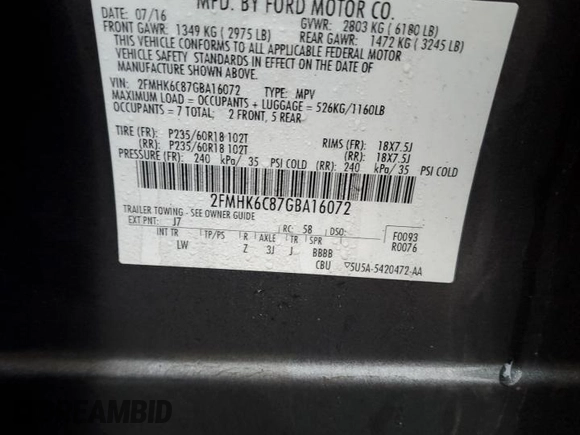 MFD. BY FORD MOTOR CO.
DATE: 07/16 GVWR: 2803 KG ( 6180 LB)
FRONT GAWR: 1349 KG ( 2975 LB) REAR GAWR: 1472 KG ( 3245 LB)
THIS VEHICLE CONFORMS TO ALL APPLICABLE FEDERAL MOTOR
VEHICLE SAFETY STANDARDS IN EFFECT ON THE DATE OF
MANUFACTURE SHOWN ABOVE.
VIN: 2FMHK6C87GBA16072 TYPE: MPV
MAXIMUM LOAD = OCCUPANTS + LUGGAGE = 526KG/1160LB
OCCUPANTS = 7 TOTAL; 2 FRONT, 5 REAR
TIRE (FR): P235/60R18 102T RIMS (FR): 18X7.5J
(RR): P235/60R18 102T (RR): 18X7.5J
PRESSURE (FR): 240 kPa/ 35 PSI COLD (RR): 240 kPa/ 35 PSI COLD
2FMHK6C87GBA16072
TRAILER TOWING - SEE OWNER GUIDE
EXT PNT: J7 RC: 58 DSO: F0093
INT TR TP/PS R AXLE TR SPR R0076
LW Z 3J J BBBB
CBU 5U5A-5420472-AA
DREAMBID